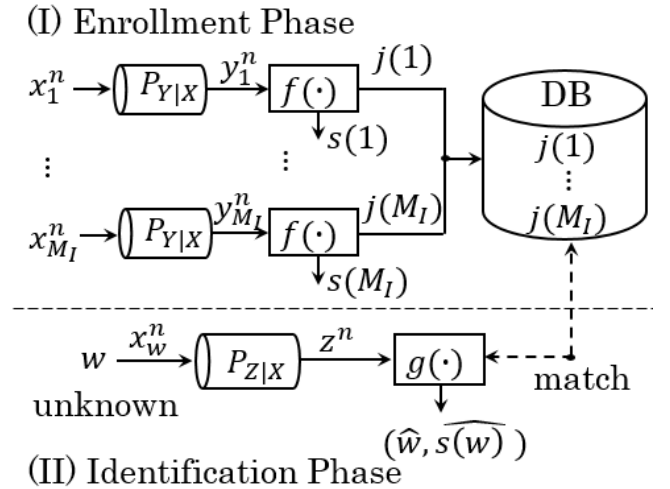 (I) Enrollment Phase
x_1^n P_{Y|X} y_1^n f(·) j(1)
s(1)
DB
j(1)
⋮
j(M_I)
⋮ ⋮
x_{M_I}^n P_{Y|X} y_{M_I}^n f(·) j(M_I)
s(M_I)
w x_w^n P_{Z|X} z^n g(·) match
unknown
(\hat{w}, \widehat{s(w)})
(II) Identification Phase